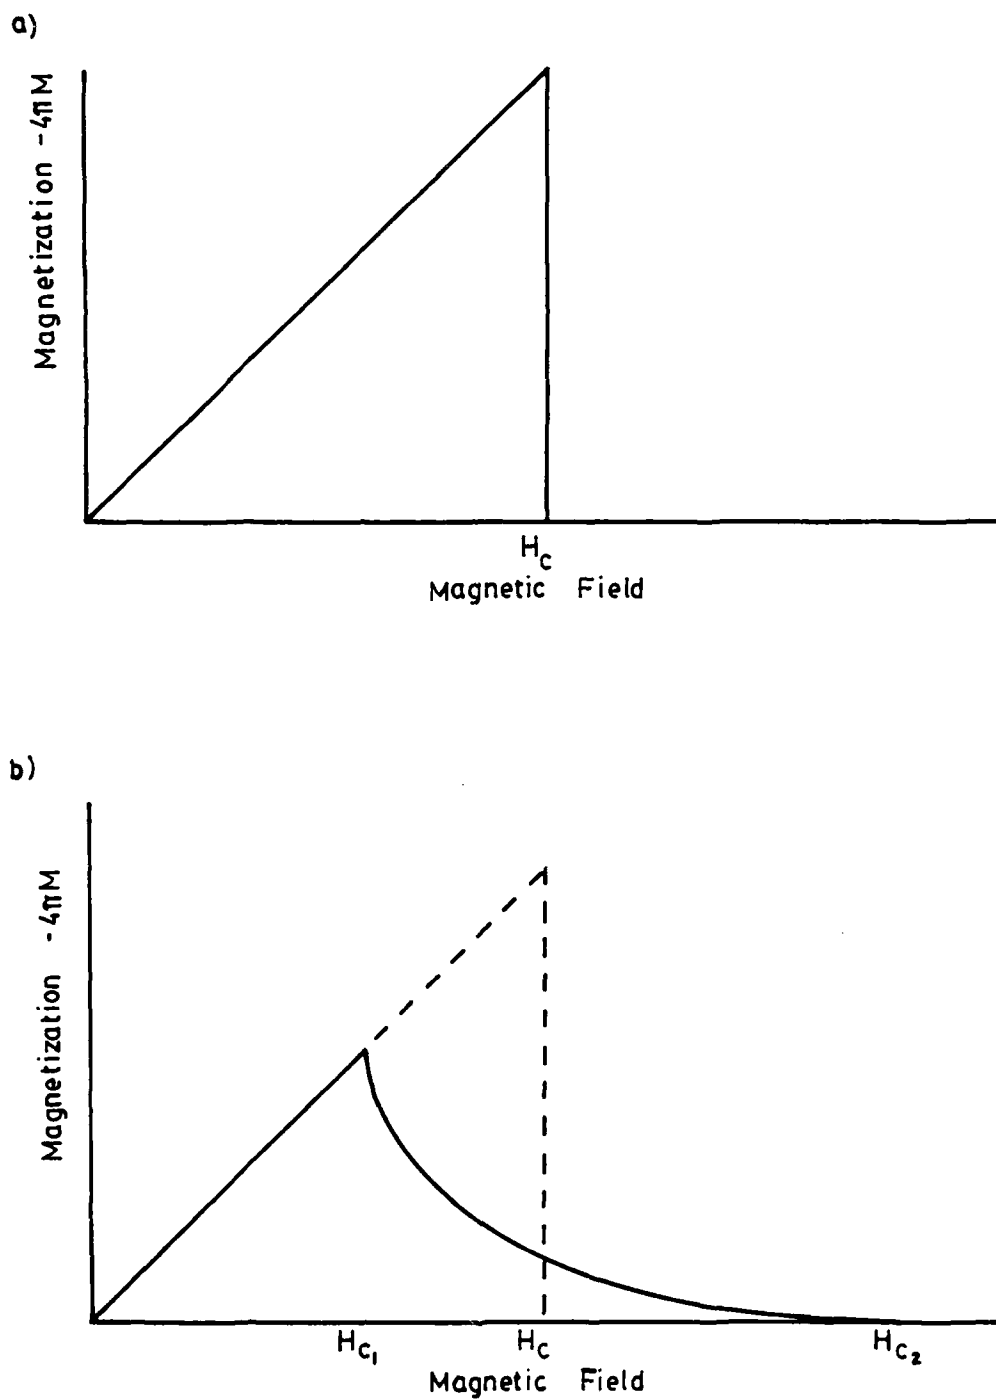 a)
Magnetization -4πM
H_C
Magnetic Field
b)
Magnetization -4πM
H_C₁ H_C H_C₂
Magnetic Field